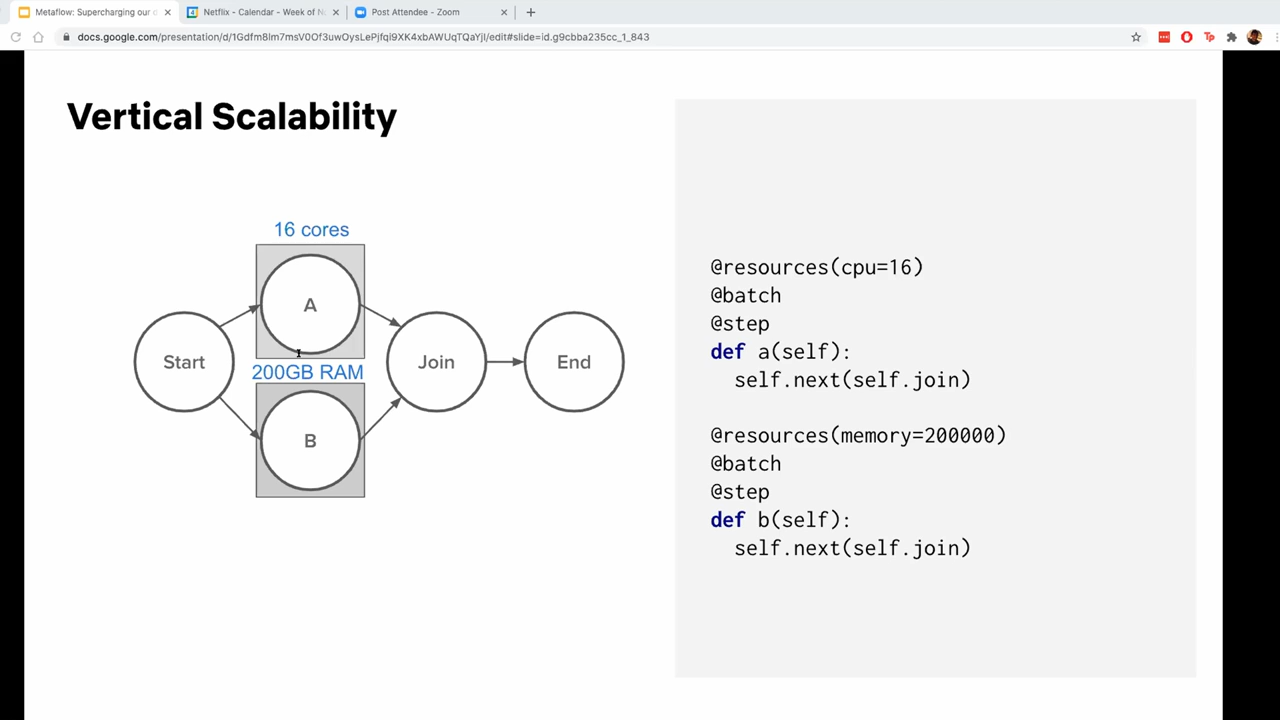 Metaflow: Supercharging our
Netflix - Calendar - Week of N
Post Attendee - Zoom
docs.google.com/presentation/d/1Gdfm8lm7msV0Of3uwOysLePjfqi9XK4xbAWUqTQaYjI/edit#slide=id.g9cbba235cc_1_843
Vertical Scalability
16 cores
A
Start
Join
End
200GB RAM
B
@resources(cpu=16)
@batch
@step
def a(self):
self.next(self.join)
@resources(memory=200000)
@batch
@step
def b(self):
self.next(self.join)